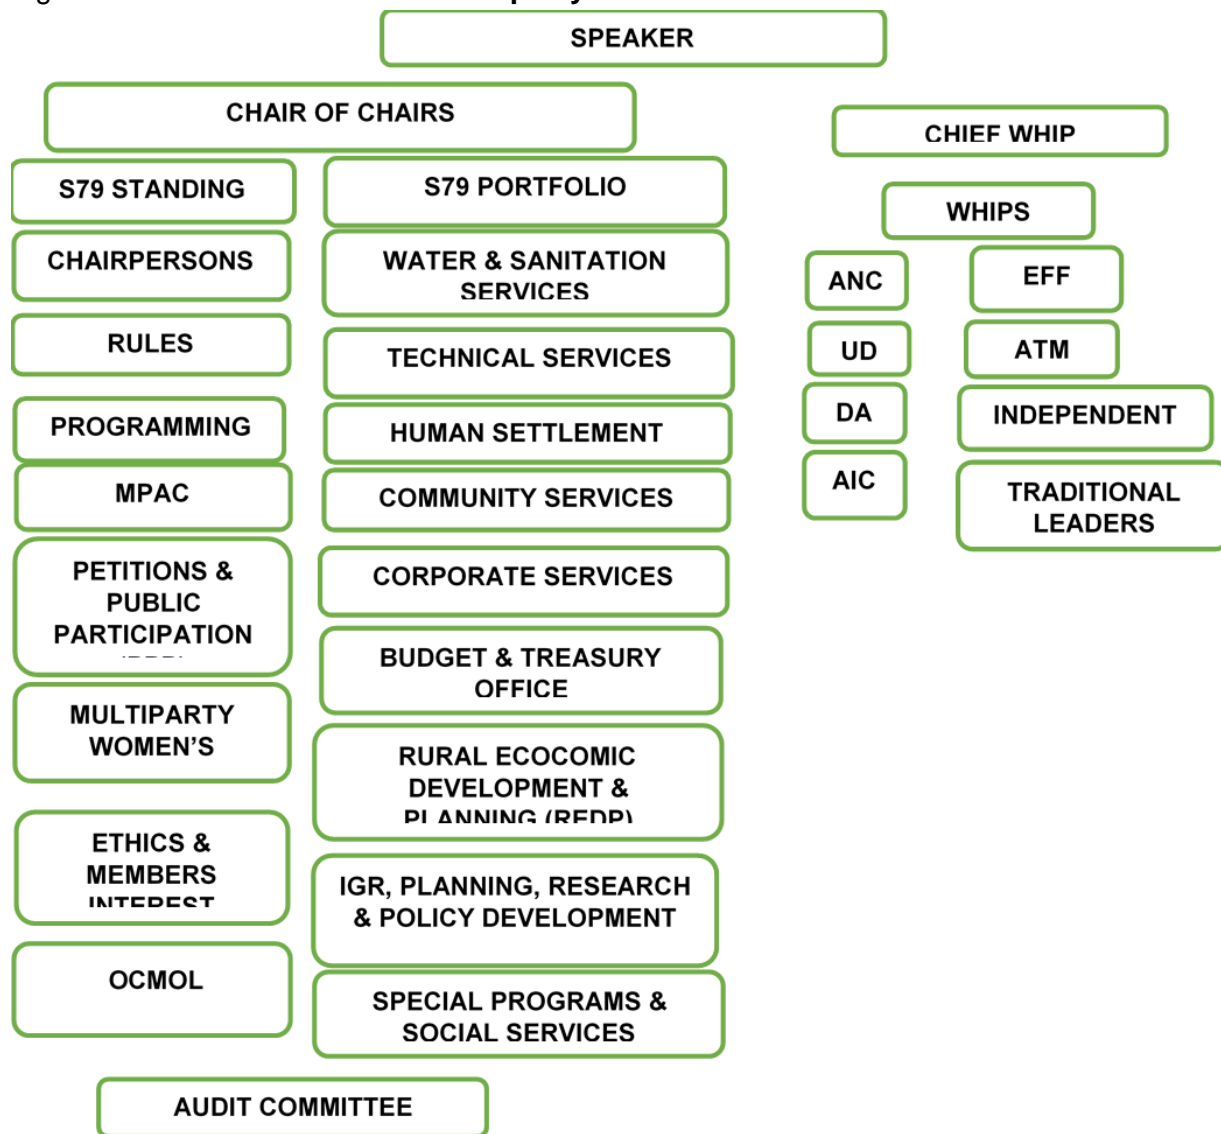 SPEAKER
CHAIR OF CHAIRS
CHIEF WHIP
S79 STANDING
CHAIRPERSONS
RULES
PROGRAMMING
MPAC
PETITIONS &
PUBLIC
PARTICIPATION
MULTIPARTY
WOMEN'S
ETHICS &
MEMBERS
INTEREST
OCMOL
S79 PORTFOLIO
WATER & SANITATION
SERVICES
TECHNICAL SERVICES
HUMAN SETTLEMENT
COMMUNITY SERVICES
CORPORATE SERVICES
BUDGET & TREASURY
OFFICE
RURAL ECOCOMIC
DEVELOPMENT &
PLANNING (REDP)
IGR, PLANNING, RESEARCH
& POLICY DEVELOPMENT
SPECIAL PROGRAMS &
SOCIAL SERVICES
WHIPS
ANC
UD
DA
AIC
EFF
ATM
INDEPENDENT
TRADITIONAL
LEADERS
AUDIT COMMITTEE